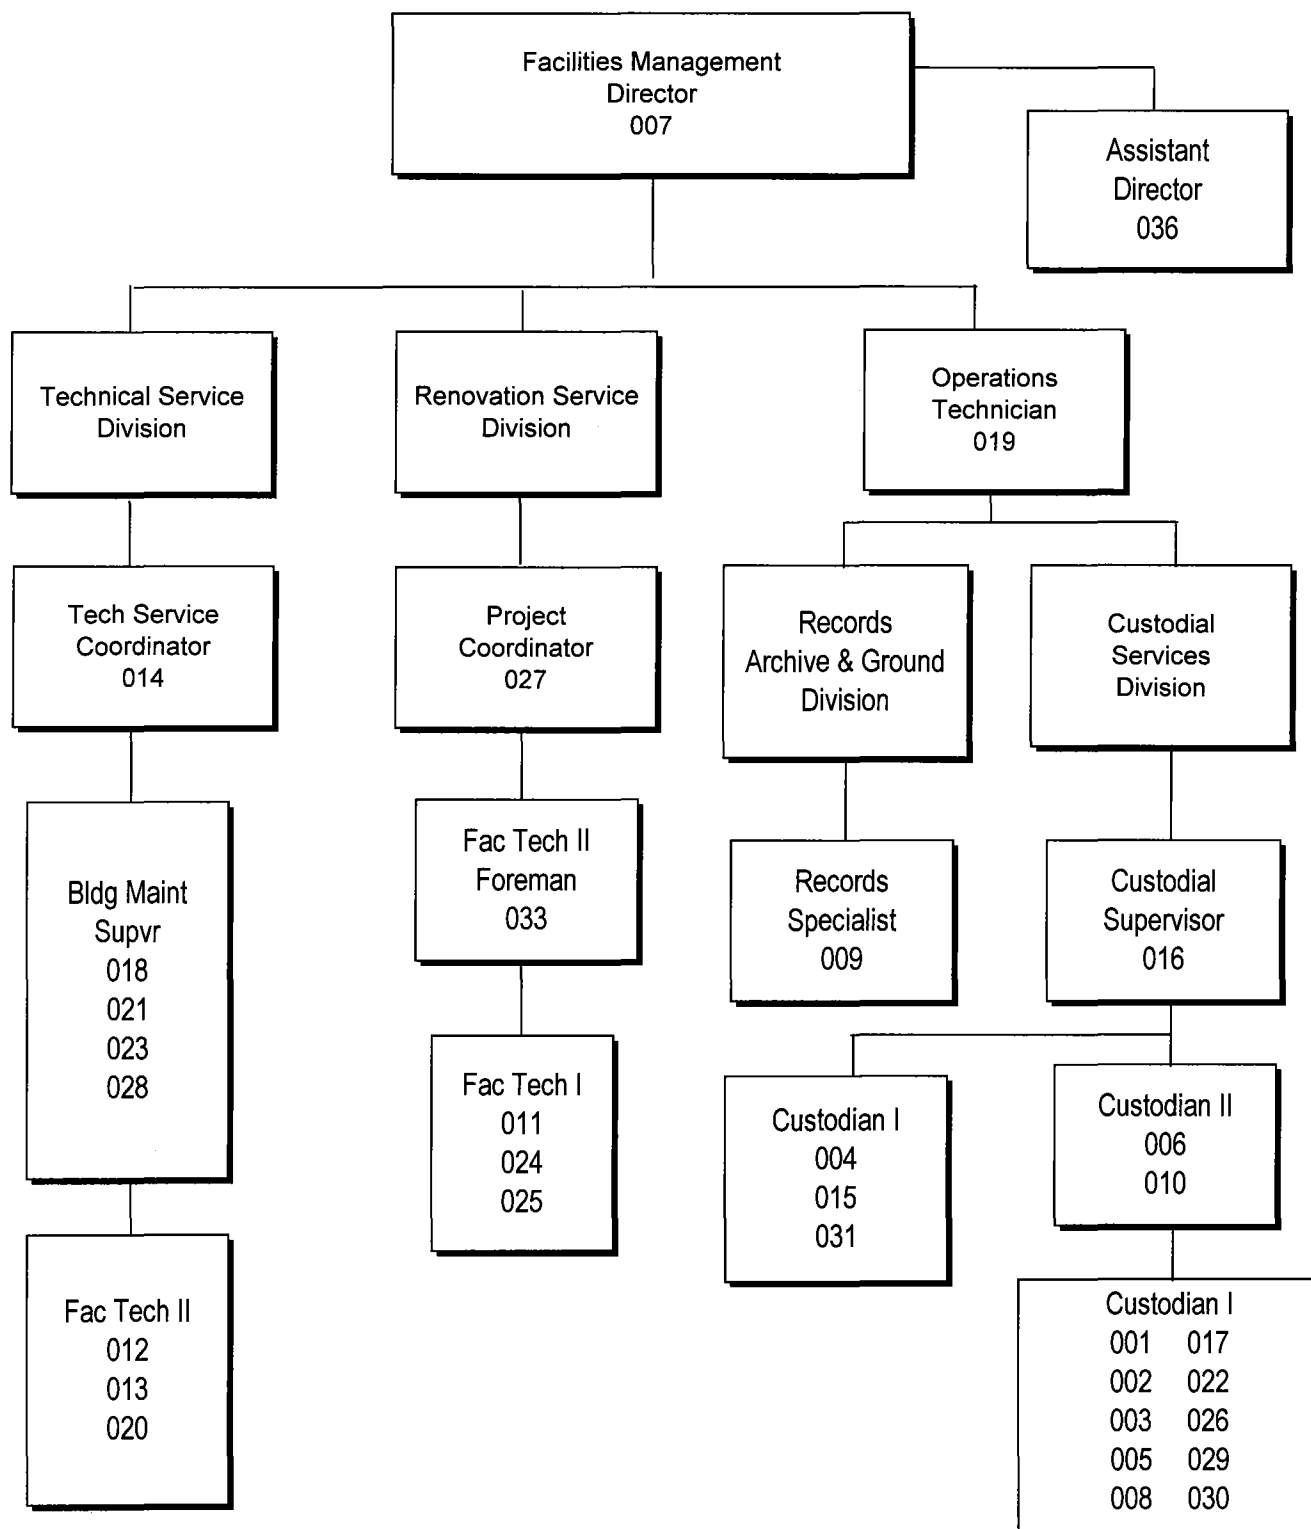 Facilities Management
Director
007
Assistant
Director
036
Technical Service
Division
Renovation Service
Division
Operations
Technician
019
Tech Service
Coordinator
014
Project
Coordinator
027
Records
Archive & Ground
Division
Custodial
Services
Division
Bldg Maint
Supvr
018
021
023
028
Fac Tech II
Foreman
033
Records
Specialist
009
Custodial
Supervisor
016
Fac Tech I
011
024
025
Custodian I
004
015
031
Custodian II
006
010
Fac Tech II
012
013
020
Custodian I
001 017
002 022
003 026
005 029
008 030